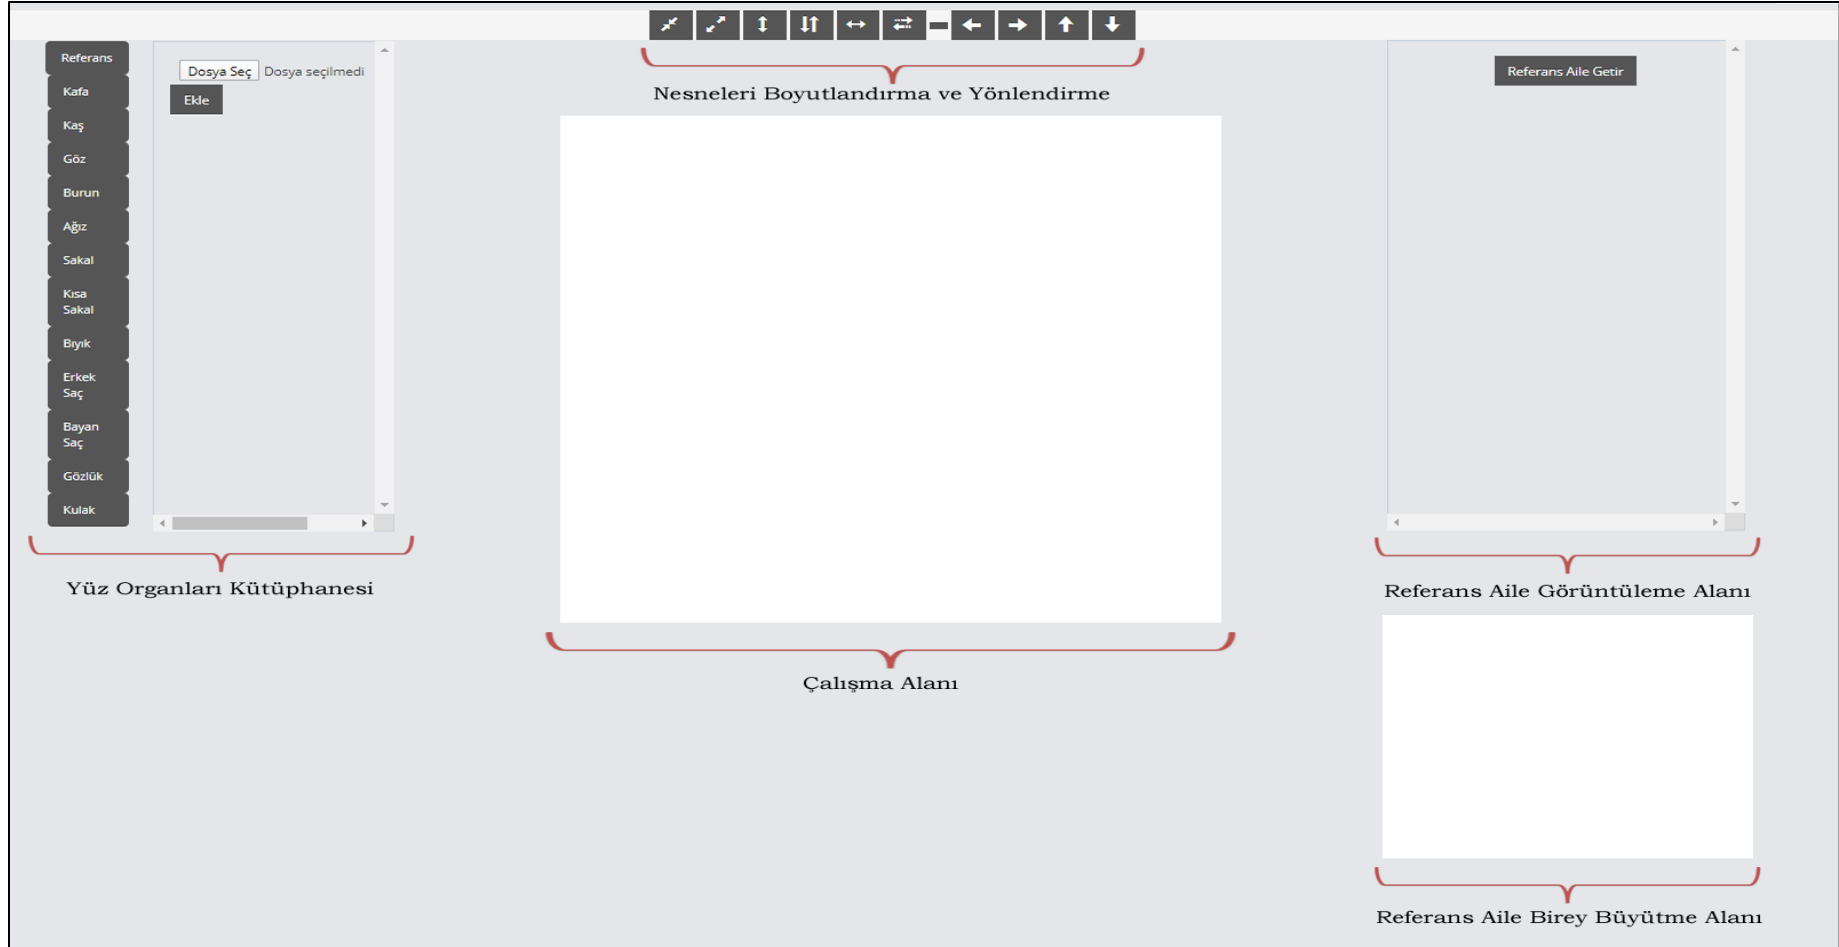 Referans
Kafa
Kaş
Göz
Burun
Ağız
Sakal
Kısa
Sakal
Bıyık
Erkek
Saç
Bayan
Saç
Gözlük
Kulak
Dosya Seç Dosya seçilmedi
Ekle
Yüz Organları Kütüphanesi
Nesneleri Boyutlandırma ve Yönlendirme
Çalışma Alanı
Referans Aile Getir
Referans Aile Görüntüleme Alanı
Referans Aile Birey Büyütme Alanı